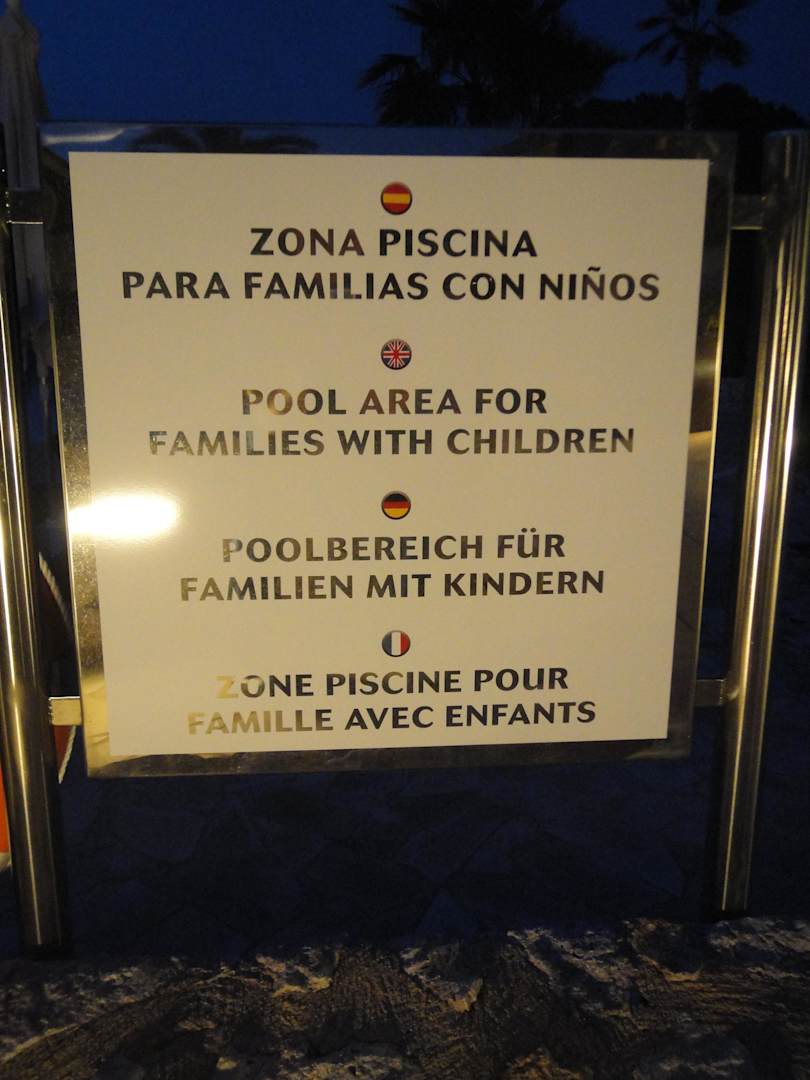 ZONA PISCINA
PARA FAMILIAS CON NIÑOS
POOL AREA FOR
FAMILIES WITH CHILDREN
POOLBEREICH FÜR
FAMILIEN MIT KINDERN
ZONE PISCINE POUR
FAMILLE AVEC ENFANTS